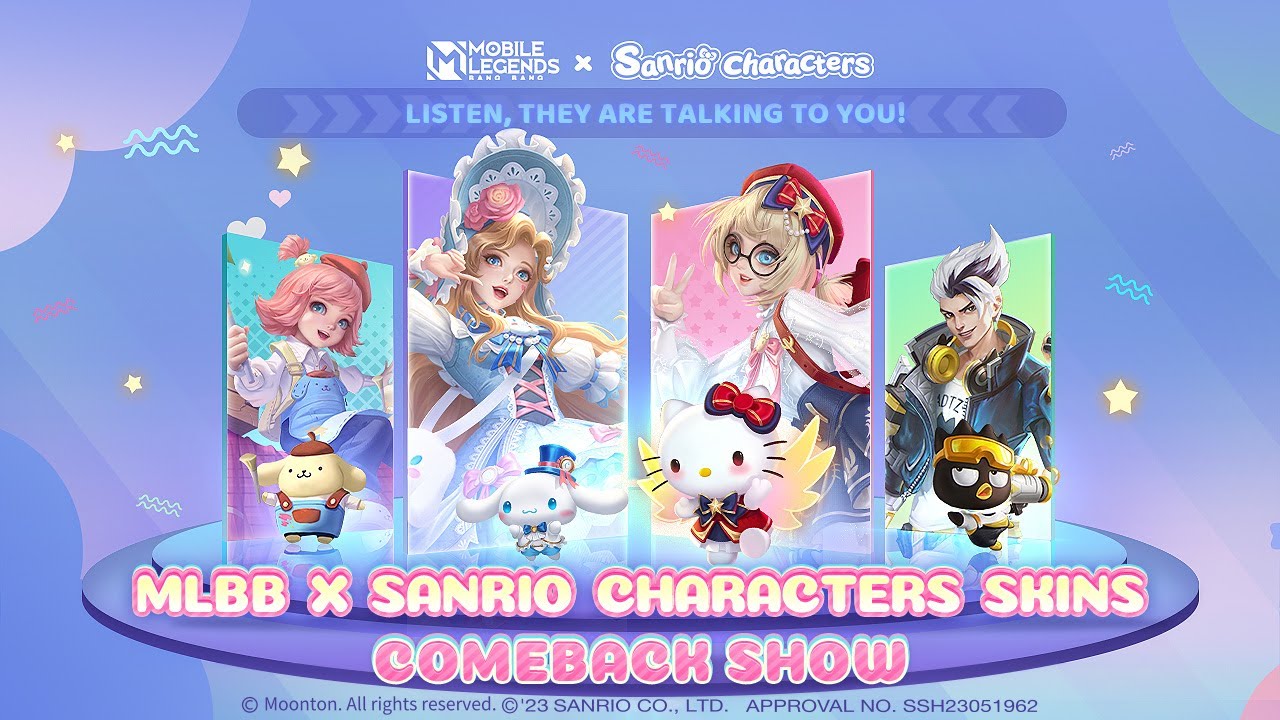 MOBILE
LEGENDS
BANG BANG
×
Sanrio characters
LISTEN, THEY ARE TALKING TO YOU!
MLBB X SANRIO CHARACTERS SKINS
COMEBACK SHOW
© Moonton. All rights reserved. ©'23 SANRIO CO., LTD. APPROVAL NO. SSH23051962